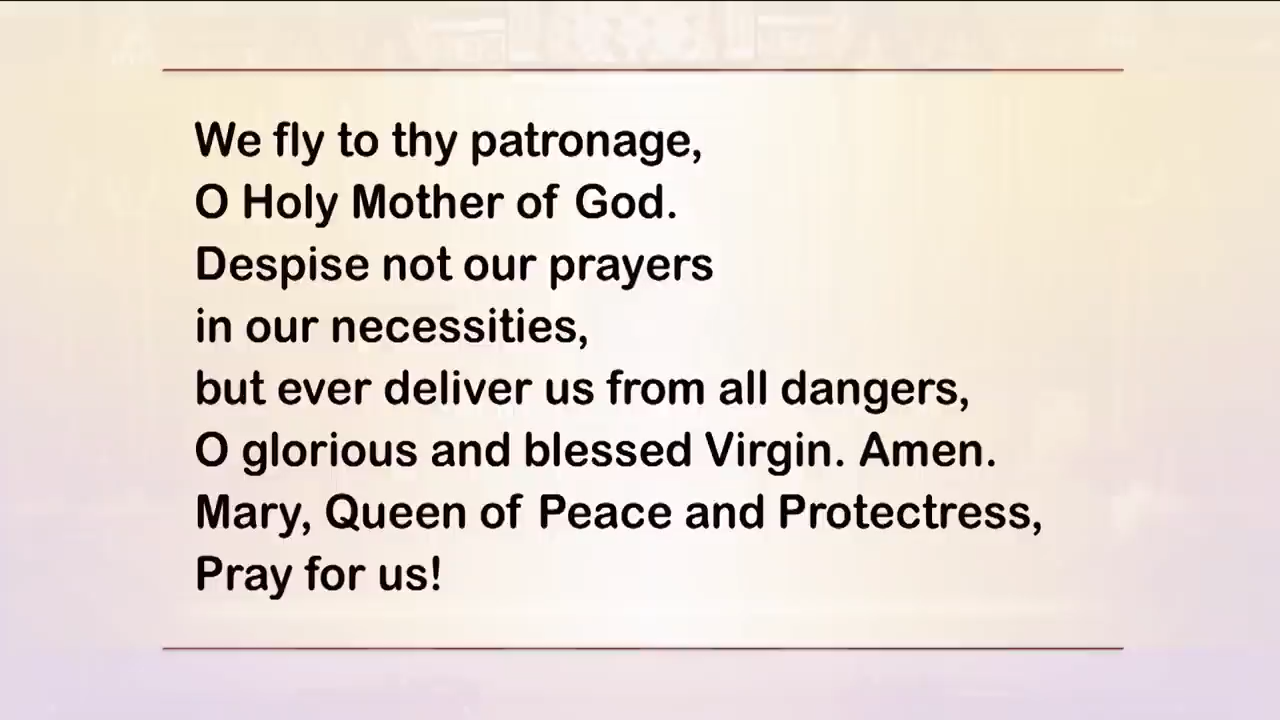 We fly to thy patronage,
O Holy Mother of God.
Despise not our prayers
in our necessities,
but ever deliver us from all dangers,
O glorious and blessed Virgin. Amen.
Mary, Queen of Peace and Protectress,
Pray for us!